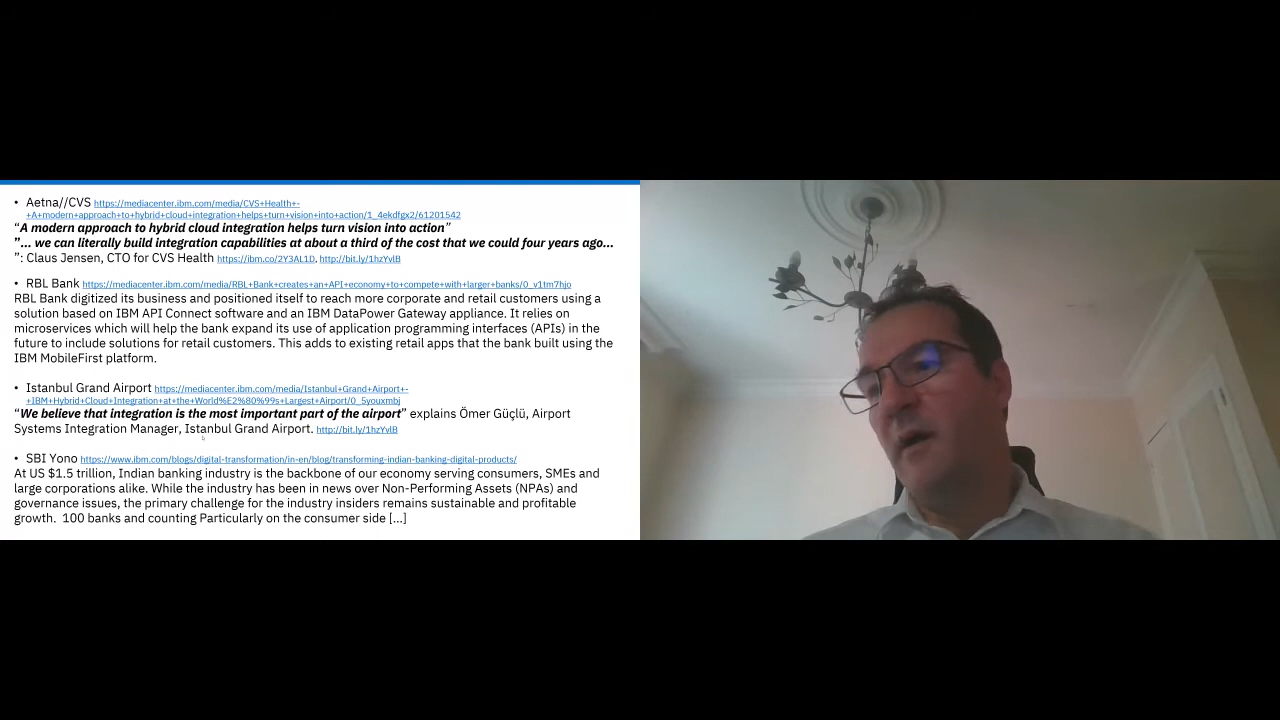 • Aetna//CVS https://mediacenter.ibm.com/media/CVS+Health+-
+A+modern+approach+to+hybrid+cloud+integration+helps+turn+vision+into+action/1_4ekdfgx2/61201542
“A modern approach to hybrid cloud integration helps turn vision into action”
”... we can literally build integration capabilities at about a third of the cost that we could four years ago...
”: Claus Jensen, CTO for CVS Health https://ibm.co/2Y3AL1D, http://bit.ly/1hzYvlB
• RBL Bank https://mediacenter.ibm.com/media/RBL+Bank+creates+an+API+economy+to+compete+with+larger+banks/0_v1tm7hjo
RBL Bank digitized its business and positioned itself to reach more corporate and retail customers using a
solution based on IBM API Connect software and an IBM DataPower Gateway appliance. It relies on
microservices which will help the bank expand its use of application programming interfaces (APIs) in the
future to include solutions for retail customers. This adds to existing retail apps that the bank built using the
IBM MobileFirst platform.
• Istanbul Grand Airport https://mediacenter.ibm.com/media/Istanbul+Grand+Airport+-
+IBM+Hybrid+Cloud+Integration+at+the+World%E2%80%99s+Largest+Airport/0_5youxmbj
“We believe that integration is the most important part of the airport” explains Ömer Güçlü, Airport
Systems Integration Manager, Istanbul Grand Airport. http://bit.ly/1hzYvlB
• SBI Yono https://www.ibm.com/blogs/digital-transformation/in-en/blog/transforming-indian-banking-digital-products/
At US $1.5 trillion, Indian banking industry is the backbone of our economy serving consumers, SMEs and
large corporations alike. While the industry has been in news over Non-Performing Assets (NPAs) and
governance issues, the primary challenge for the industry insiders remains sustainable and profitable
growth. 100 banks and counting Particularly on the consumer side [...]